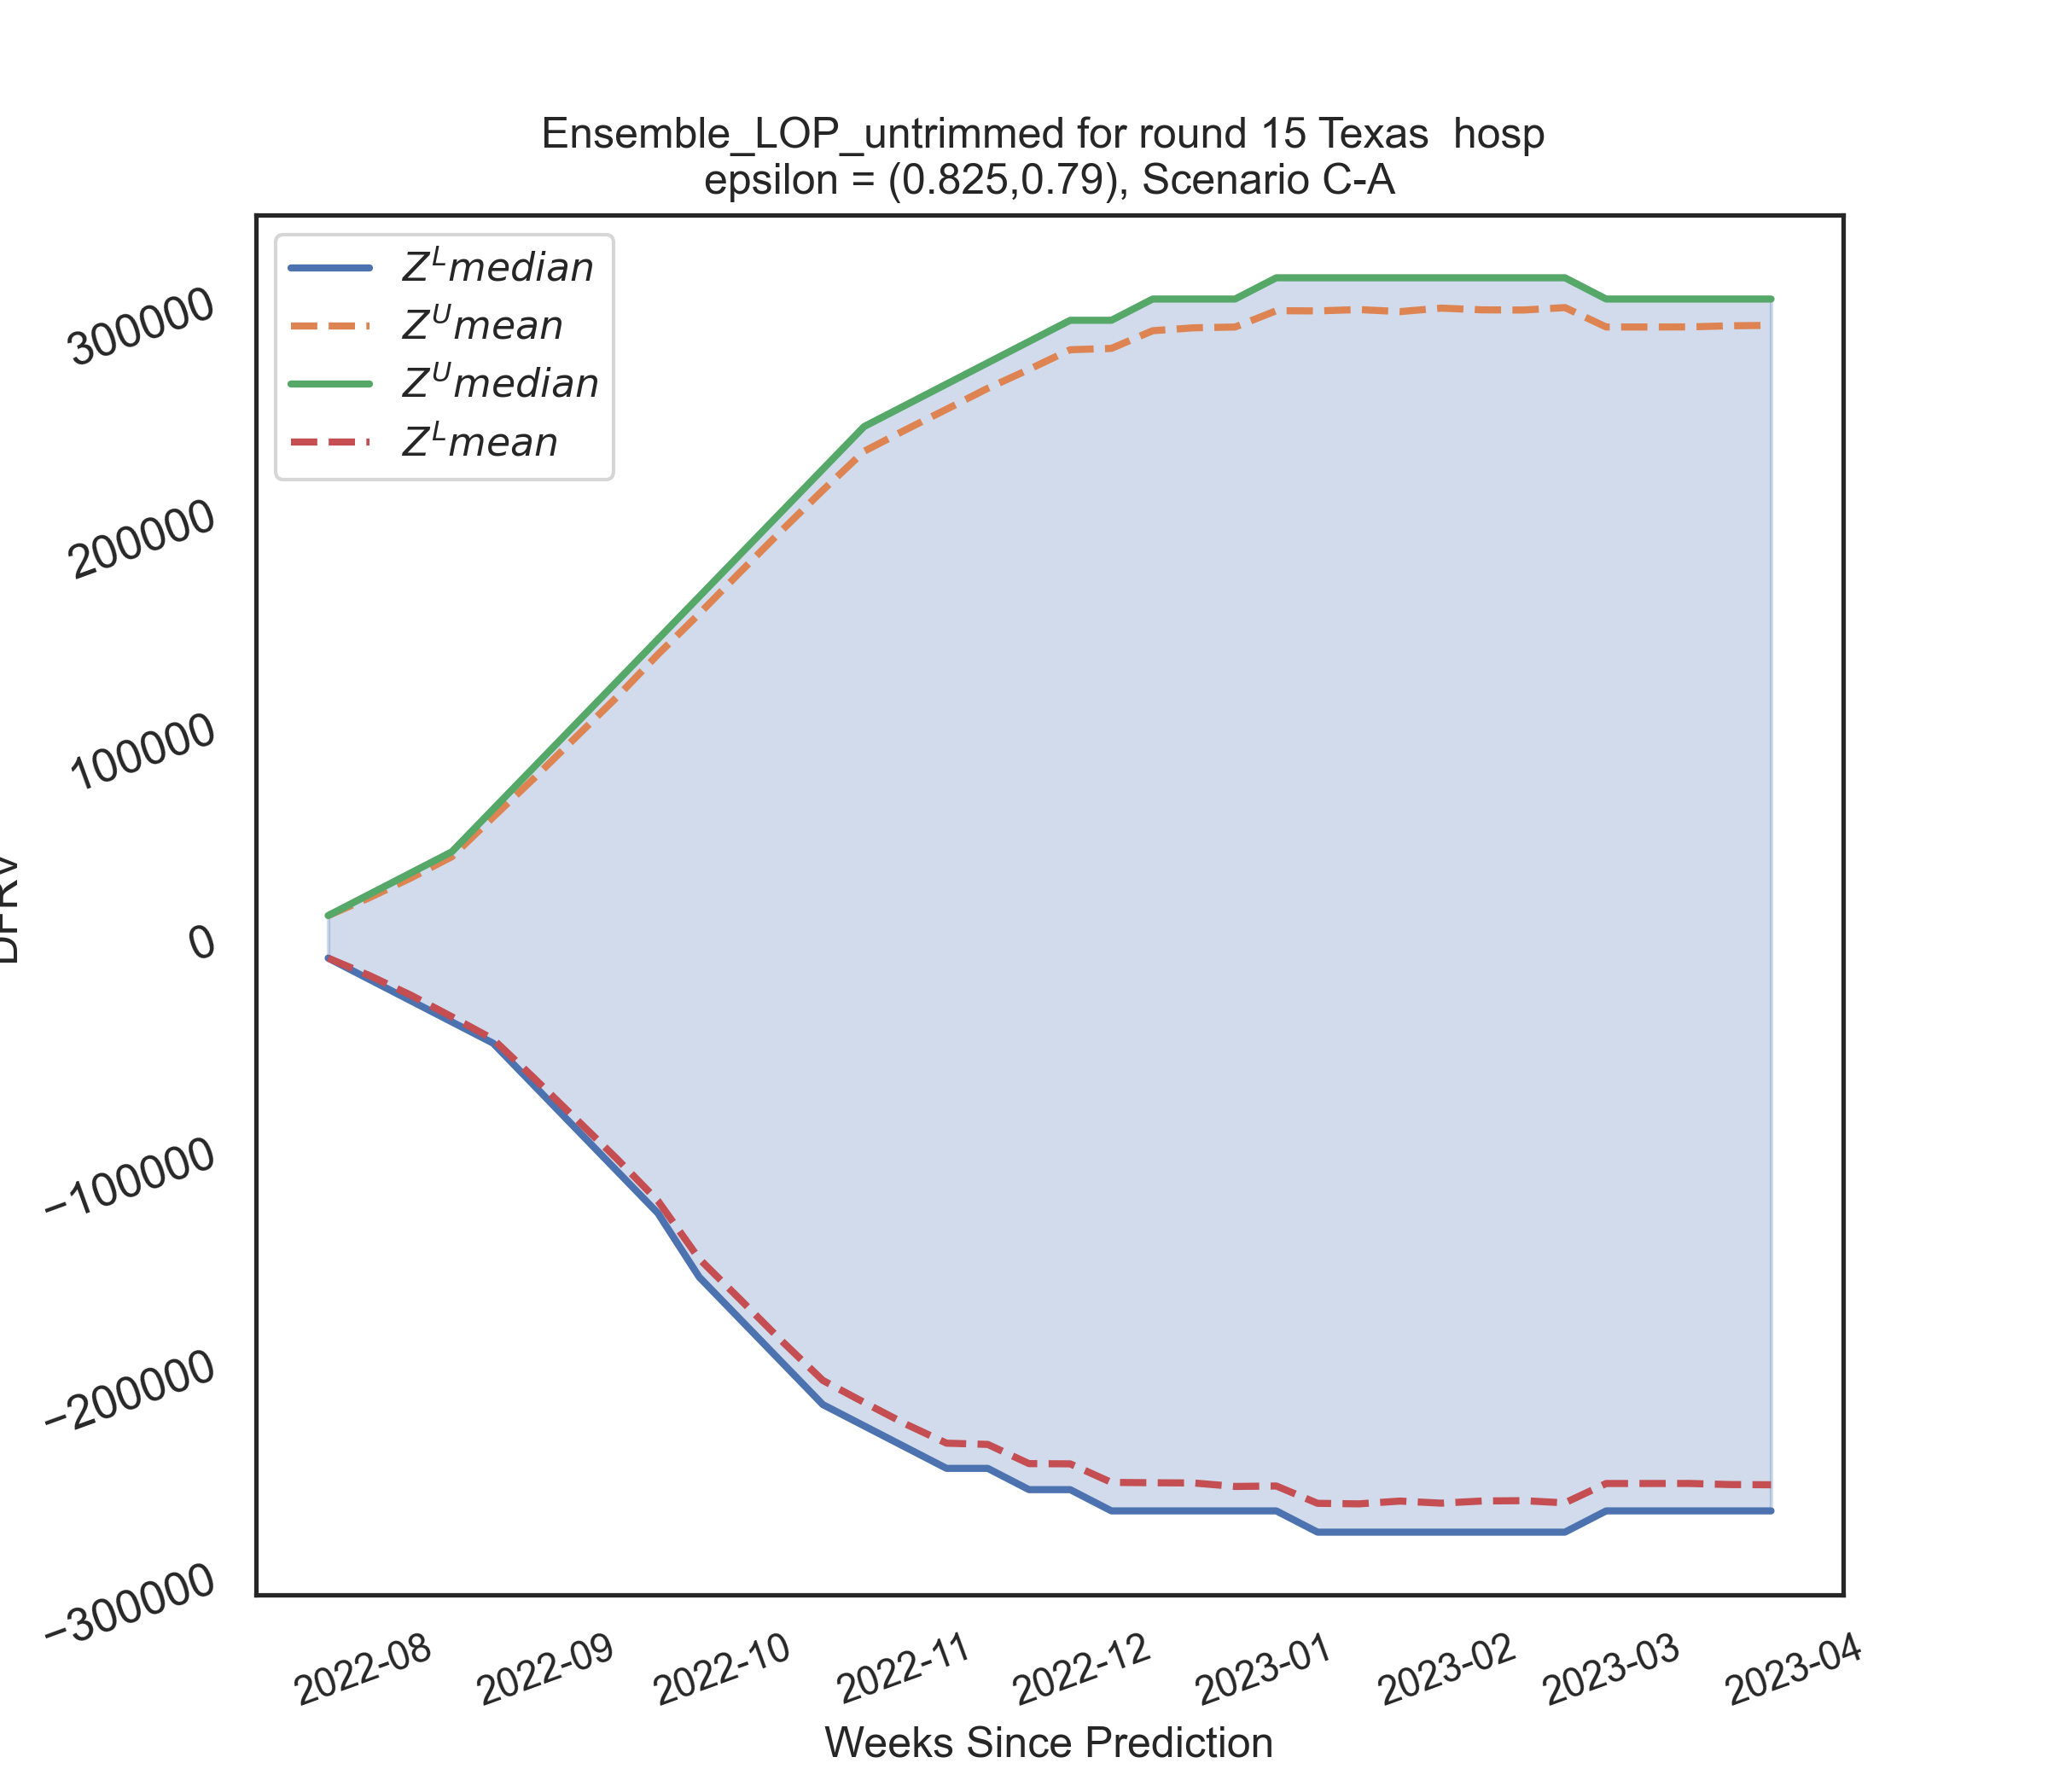 Ensemble_LOP_untrimmed for round 15 Texas  hosp
epsilon = (0.825,0.79), Scenario C-A
Z^L median
Z^U mean
Z^U median
Z^L mean
300000
200000
100000
0
−100000
−200000
−300000
2022-08
2022-09
2022-10
2022-11
2022-12
2023-01
2023-02
2023-03
2023-04
Weeks Since Prediction